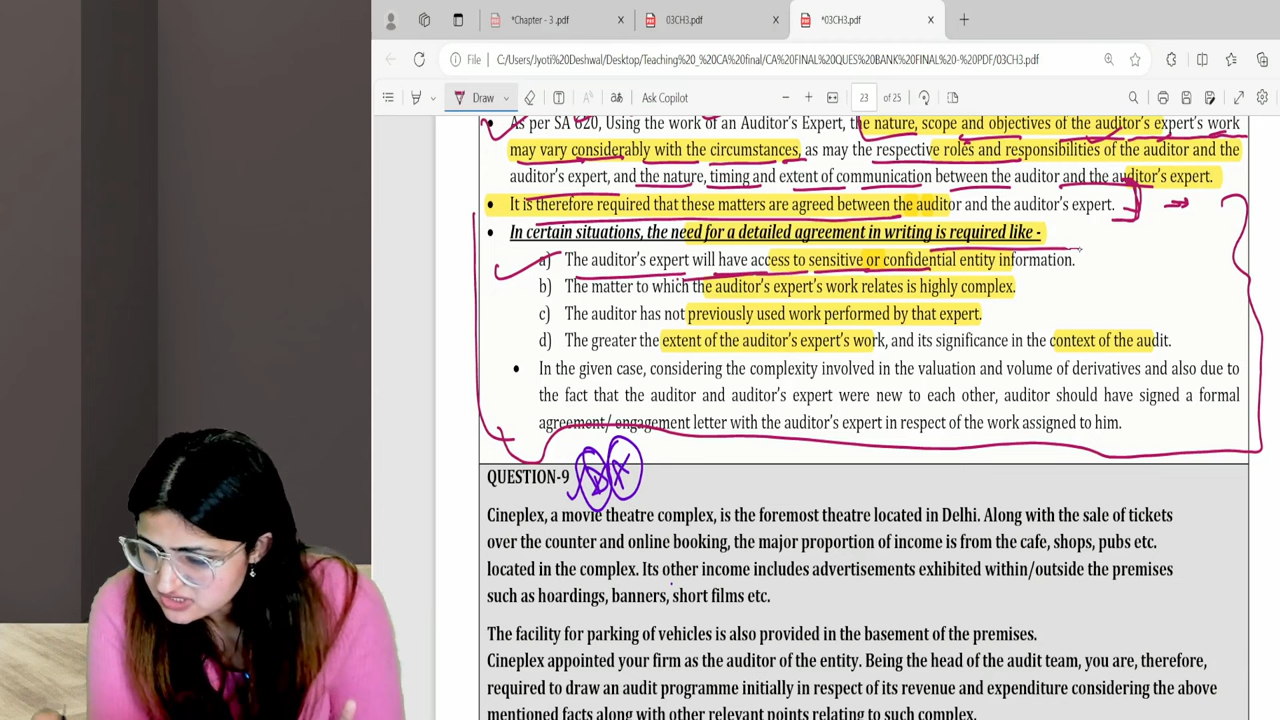 *Chapter - 3 .pdf
03CH3.pdf
*03CH3.pdf
File
C:/Users/Jyoti%20Deshwal/Desktop/Teaching%20_%20CA%20final/CA%20FINAL%20QUES%20BANK%20FINAL%20-%20PDF/03CH3.pdf
Draw
Ask Copilot
23 of 25
• As per SA 620, Using the work of an Auditor's Expert, the nature, scope and objectives of the auditor's expert's work
may vary considerably with the circumstances, as may the respective roles and responsibilities of the auditor and the
auditor's expert, and the nature, timing and extent of communication between the auditor and the auditor's expert.
• It is therefore required that these matters are agreed between the auditor and the auditor's expert.
• In certain situations, the need for a detailed agreement in writing is required like -
a) The auditor's expert will have access to sensitive or confidential entity information.
b) The matter to which the auditor's expert's work relates is highly complex.
c) The auditor has not previously used work performed by that expert.
d) The greater the extent of the auditor's expert's work, and its significance in the context of the audit.
• In the given case, considering the complexity involved in the valuation and volume of derivatives and also due to
the fact that the auditor and auditor's expert were new to each other, auditor should have signed a formal
agreement/ engagement letter with the auditor's expert in respect of the work assigned to him.
QUESTION-9
Cineplex, a movie theatre complex, is the foremost theatre located in Delhi. Along with the sale of tickets
over the counter and online booking, the major proportion of income is from the cafe, shops, pubs etc.
located in the complex. Its other income includes advertisements exhibited within/outside the premises
such as hoardings, banners, short films etc.
The facility for parking of vehicles is also provided in the basement of the premises.
Cineplex appointed your firm as the auditor of the entity. Being the head of the audit team, you are, therefore,
required to draw an audit programme initially in respect of its revenue and expenditure considering the above
mentioned facts along with other relevant points relating to such complex.